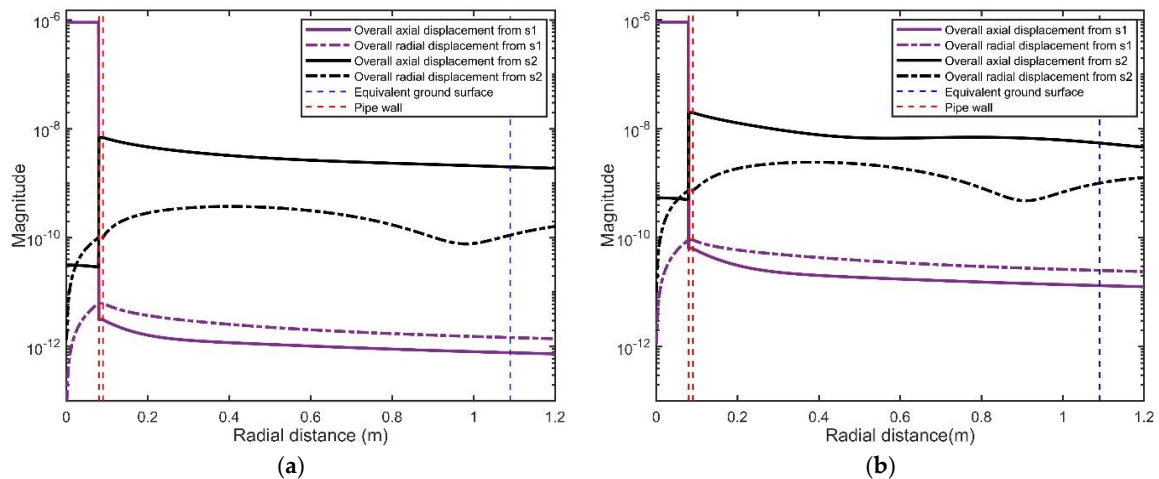 10^-6
10^-8
10^-10
10^-12
Magnitude
Overall axial displacement from s1
Overall radial displacement from s1
Overall axial displacement from s2
Overall radial displacement from s2
Equivalent ground surface
Pipe wall
0 0.2 0.4 0.6 0.8 1 1.2
Radial distance (m)
(a)
10^-6
10^-8
10^-10
10^-12
Magnitude
Overall axial displacement from s1
Overall radial displacement from s1
Overall axial displacement from s2
Overall radial displacement from s2
Equivalent ground surface
Pipe wall
0 0.2 0.4 0.6 0.8 1 1.2
Radial distance(m)
(b)